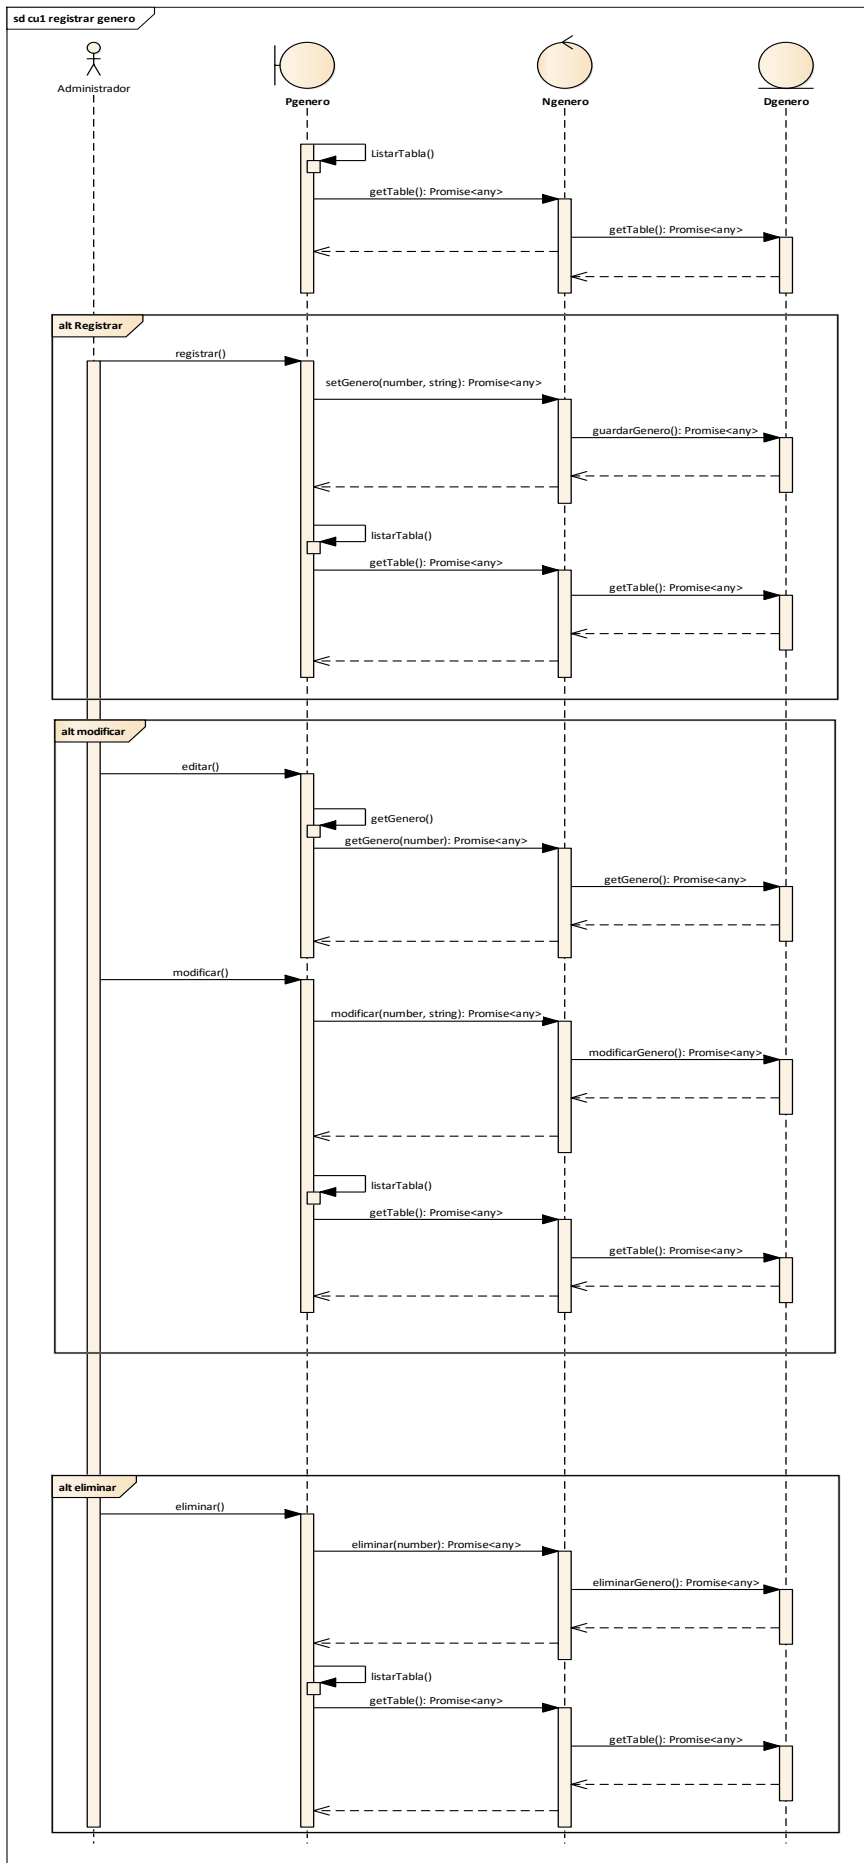 sd cu1 registrar genero
Administrador
Pgenero
Ngenero
Dgenero
ListarTabla()
getTable(): Promise<any>
getTable(): Promise<any>
alt Registrar
registrar()
setGenero(number, string): Promise<any>
guardarGenero(): Promise<any>
listarTabla()
getTable(): Promise<any>
getTable(): Promise<any>
alt modificar
editar()
getGenero()
getGenero(number): Promise<any>
getGenero(): Promise<any>
modificar()
modificar(number, string): Promise<any>
modificarGenero(): Promise<any>
listarTabla()
getTable(): Promise<any>
getTable(): Promise<any>
alt eliminar
eliminar()
eliminar(number): Promise<any>
eliminarGenero(): Promise<any>
listarTabla()
getTable(): Promise<any>
getTable(): Promise<any>